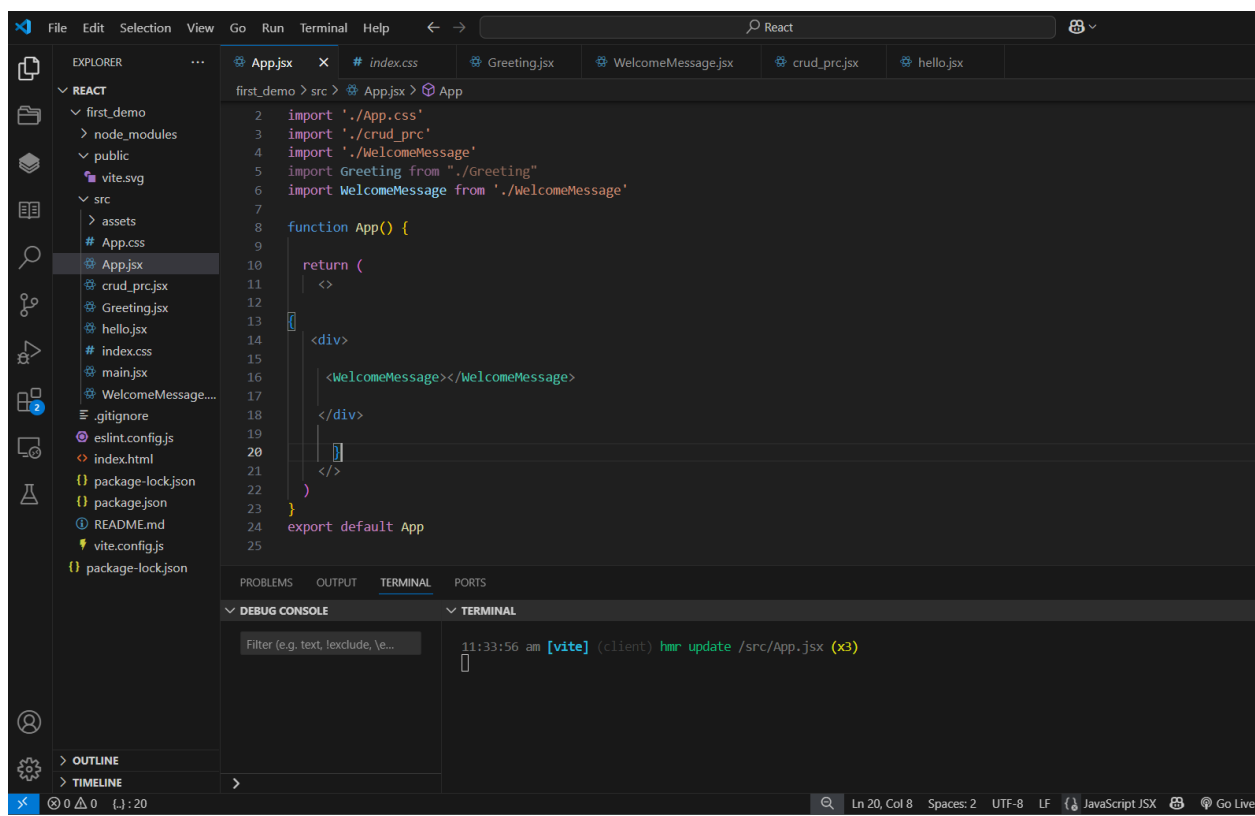 File Edit Selection View Go Run Terminal Help ← → React
EXPLORER ...
REACT
first_demo
node_modules
public
vite.svg
src
assets
# App.css
App.jsx
crud_prc.jsx
Greeting.jsx
hello.jsx
# index.css
main.jsx
WelcomeMessage....
.gitignore
eslint.config.js
<> index.html
{} package-lock.json
{} package.json
README.md
vite.config.js
{} package-lock.json
OUTLINE
TIMELINE
2
App.jsx × # index.css Greeting.jsx WelcomeMessage.jsx crud_prc.jsx hello.jsx
first_demo > src > App.jsx > App
2 import './App.css'
3 import './crud_prc'
4 import './WelcomeMessage'
5 import Greeting from "./Greeting"
6 import WelcomeMessage from './WelcomeMessage'
7
8 function App() {
9
10 return (
11 <>
12
13 {
14 <div>
15
16 <WelcomeMessage></WelcomeMessage>
17
18 </div>
19
20 }
21 </>
22 )
23 }
24 export default App
25
PROBLEMS OUTPUT TERMINAL PORTS
DEBUG CONSOLE
Filter (e.g. text, !exclude, \e...
>
TERMINAL
11:33:56 am [vite] (client) hmr update /src/App.jsx (x3)
0 0 {..} : 20 Ln 20, Col 8 Spaces: 2 UTF-8 LF {} JavaScript JSX Go Live